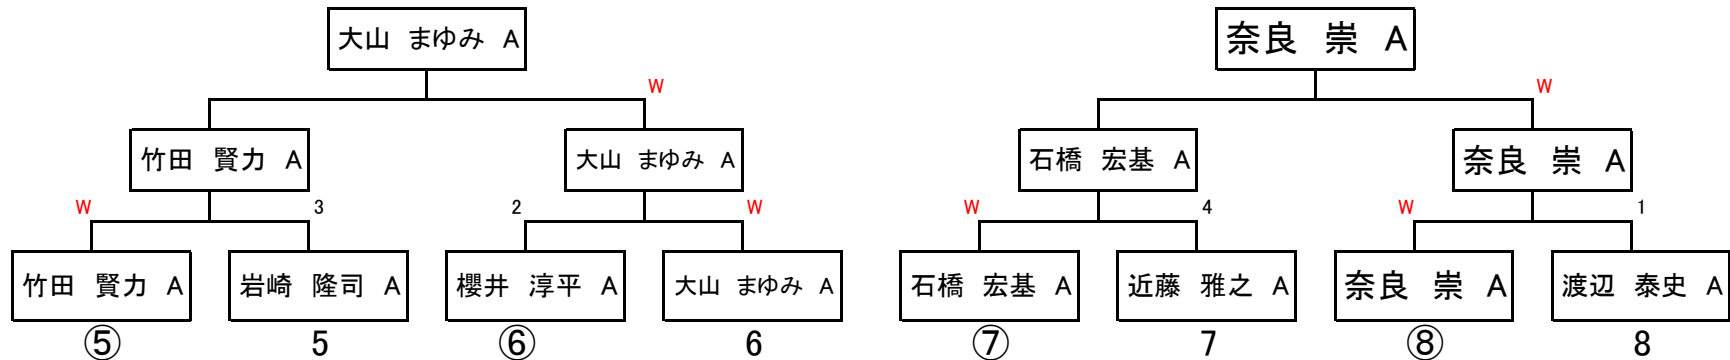 大山 まゆみ A 奈良 崇 A
W W
竹田 賢力 A 大山 まゆみ A 石橋 宏基 A 奈良 崇 A
W 3 2 W W 4 W 1
竹田 賢力 A 岩崎 隆司 A 櫻井 淳平 A 大山 まゆみ A 石橋 宏基 A 近藤 雅之 A 奈良 崇 A 渡辺 泰史 A
⑤ 5 ⑥ 6 ⑦ 7 ⑧ 8